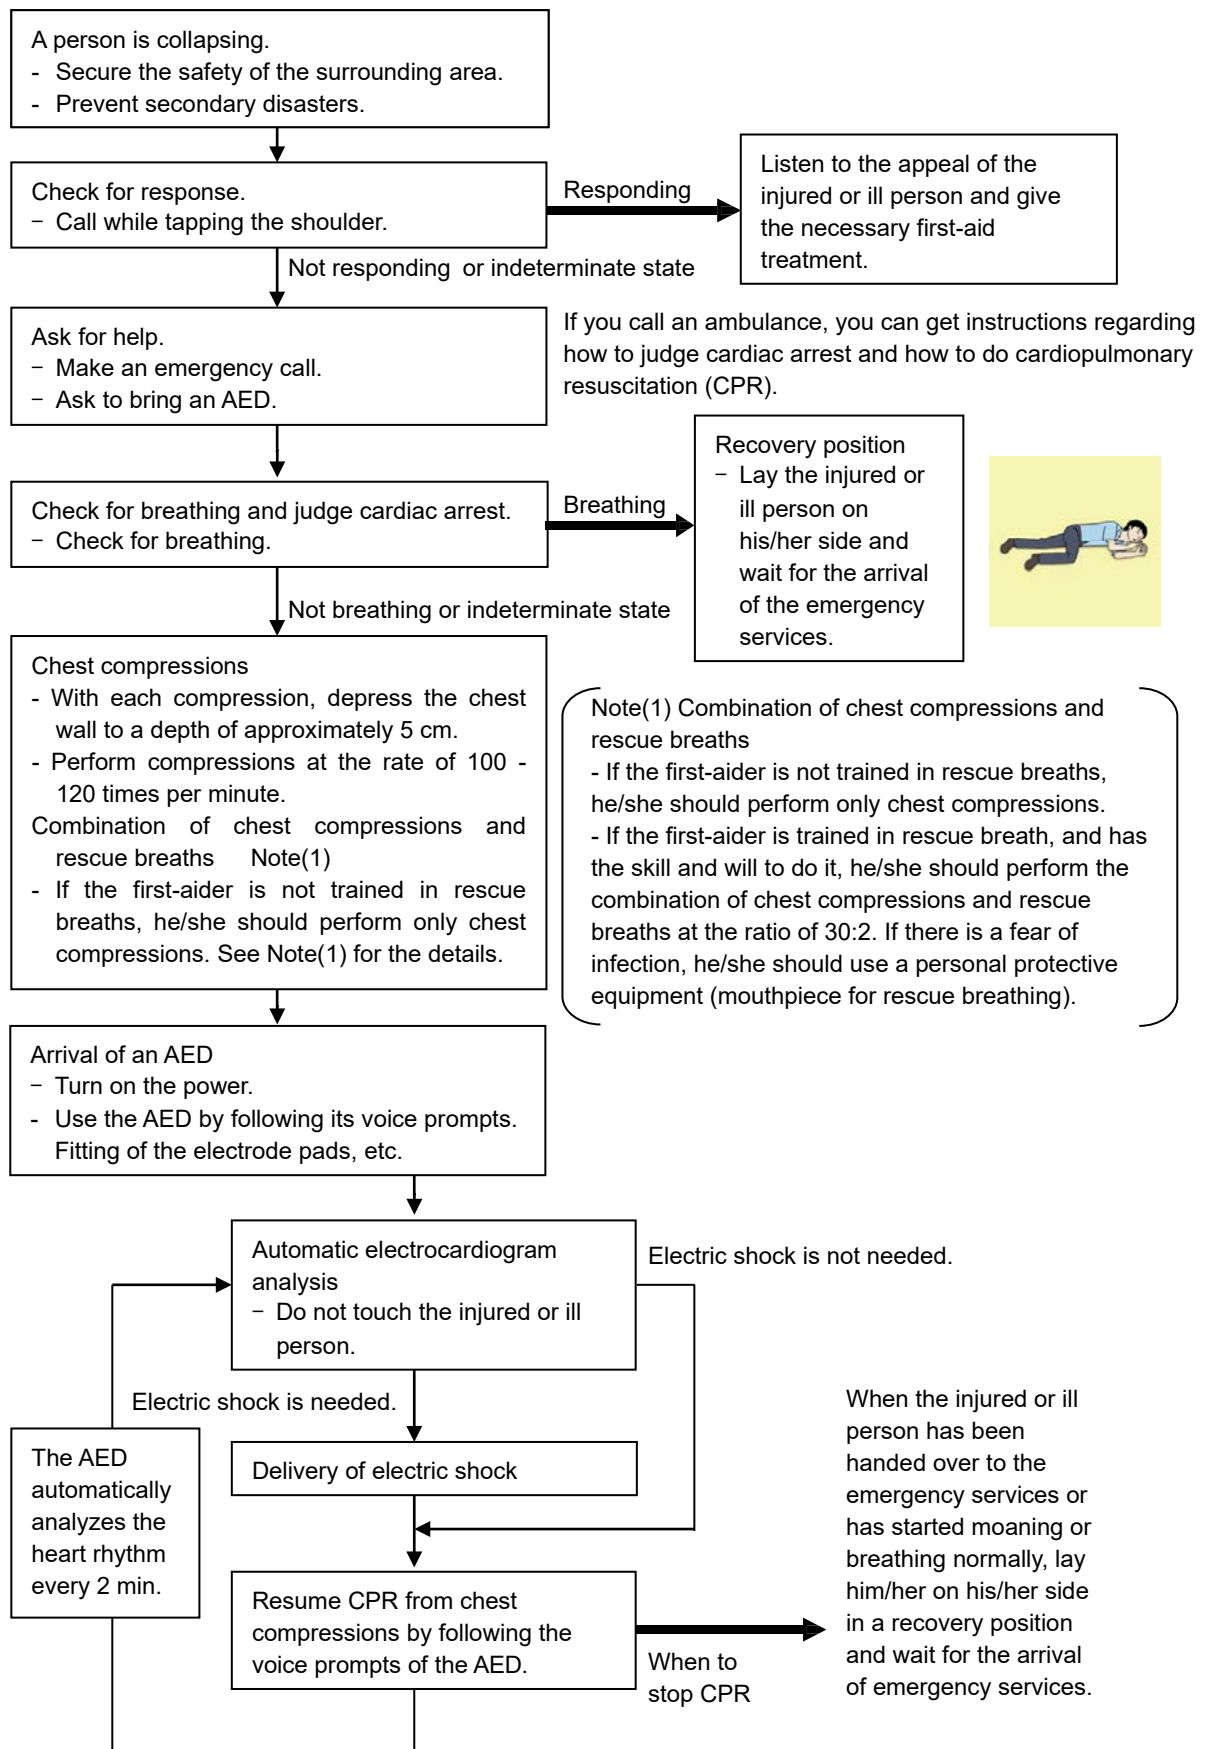 A person is collapsing.
- Secure the safety of the surrounding area.
- Prevent secondary disasters.
Check for response.
− Call while tapping the shoulder.
Responding
Listen to the appeal of the
injured or ill person and give
the necessary first-aid
treatment.
Not responding or indeterminate state
Ask for help.
− Make an emergency call.
− Ask to bring an AED.
If you call an ambulance, you can get instructions regarding
how to judge cardiac arrest and how to do cardiopulmonary
resuscitation (CPR).
Check for breathing and judge cardiac arrest.
− Check for breathing.
Breathing
Recovery position
− Lay the injured or
ill person on
his/her side and
wait for the arrival
of the emergency
services.
Not breathing or indeterminate state
Chest compressions
- With each compression, depress the chest
wall to a depth of approximately 5 cm.
- Perform compressions at the rate of 100 -
120 times per minute.
Combination of chest compressions and
rescue breaths Note(1)
- If the first-aider is not trained in rescue
breaths, he/she should perform only chest
compressions. See Note(1) for the details.
Note(1) Combination of chest compressions and
rescue breaths
- If the first-aider is not trained in rescue breaths,
he/she should perform only chest compressions.
- If the first-aider is trained in rescue breath, and has
the skill and will to do it, he/she should perform the
combination of chest compressions and rescue
breaths at the ratio of 30:2. If there is a fear of
infection, he/she should use a personal protective
equipment (mouthpiece for rescue breathing).
Arrival of an AED
− Turn on the power.
- Use the AED by following its voice prompts.
Fitting of the electrode pads, etc.
Automatic electrocardiogram
analysis
− Do not touch the injured or ill
person.
Electric shock is not needed.
Electric shock is needed.
The AED
automatically
analyzes the
heart rhythm
every 2 min.
Delivery of electric shock
Resume CPR from chest
compressions by following the
voice prompts of the AED.
When to
stop CPR
When the injured or ill
person has been
handed over to the
emergency services or
has started moaning or
breathing normally, lay
him/her on his/her side
in a recovery position
and wait for the arrival
of emergency services.